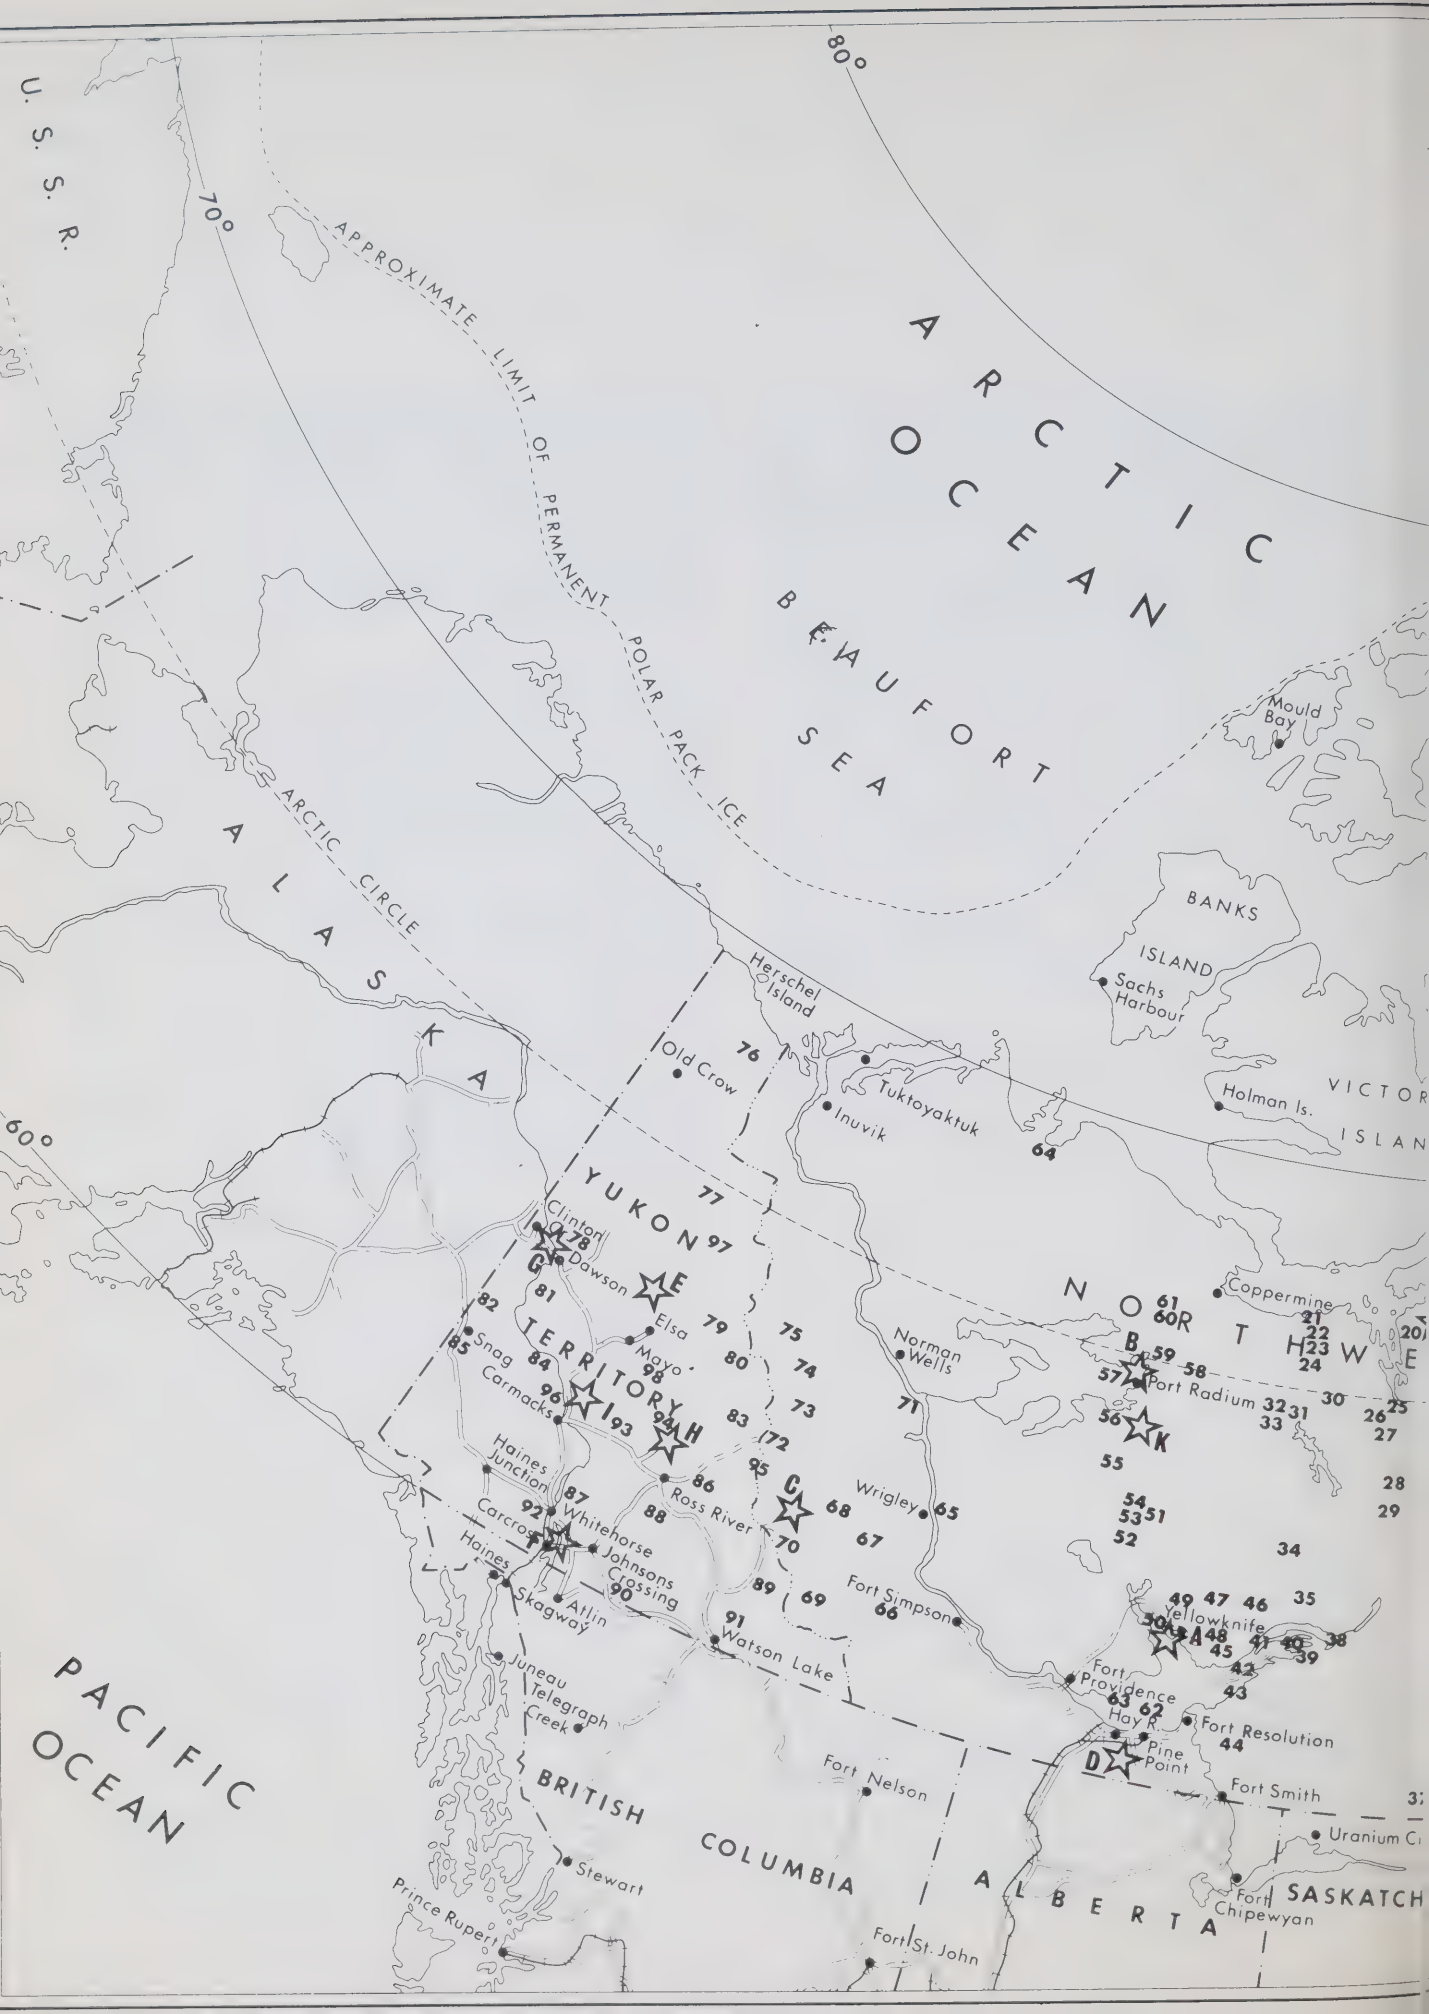 80°
U. S. S. R.
70°
APPROXIMATE LIMIT OF PERMANENT POLAR PACK ICE
ARCTIC
OCEAN
BEAUFORT
SEA
Mould
Bay
ARCTIC CIRCLE
ALASKA
BANKS
ISLAND
Sachs
Harbour
Herschel
Island
76
Old Crow
Tuktoyaktuk
Inuvik
Holman Is.
VICTOR
ISLAN
64
60°
YUKON
77
97
Clinton
78
G
Dawson
E
81
82
TERRITORY
Elsa
79
75
Mayo
80
74
98
Snag
85
84
Carmacks
96
I
93
94
H
83
73
72
95
NORTHWE
61
60
Coppermine
21
22
23
24
20
B
59
58
57
Port Radium
32
31
30
25
26
27
33
56
K
55
28
29
Norman
Wells
71
Haines
Junction
86
C
68
Wrigley
65
54
53
51
52
34
87
92
Whitehorse
88
Ross River
67
70
Carcross
F
Johnsons
Crossing
Haines
Skagway
Atlin
90
89
69
Fort Simpson
66
49
47
46
35
Yellowknife
50
A
48
45
41
40
38
39
42
43
91
Watson Lake
Juneau
Telegraph
Creek
Fort
Providence
63
62
Hay R.
Fort Resolution
44
Pine
Point
D
Fort Smith
37
Uranium Ci
PACIFIC
OCEAN
BRITISH
COLUMBIA
Fort Nelson
ALBERTA
SASKATCH
Fort
Chipewyan
Stewart
Prince Rupert
Fort St. John